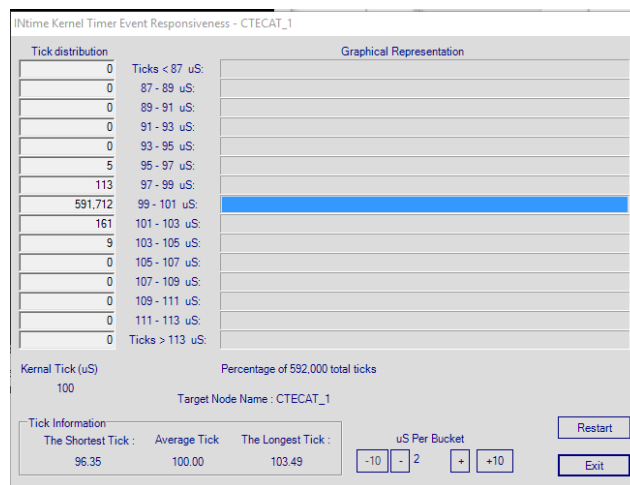 INtime Kernel Timer Event Responsiveness - CTECAT_1
Tick distribution Graphical Representation
0 Ticks < 87 uS:
0 87 - 89 uS:
0 89 - 91 uS:
0 91 - 93 uS:
0 93 - 95 uS:
5 95 - 97 uS:
113 97 - 99 uS:
591,712 99 - 101 uS:
161 101 - 103 uS:
9 103 - 105 uS:
0 105 - 107 uS:
0 107 - 109 uS:
0 109 - 111 uS:
0 111 - 113 uS:
0 Ticks > 113 uS:
Kernal Tick (uS) Percentage of 592,000 total ticks
100
Target Node Name : CTECAT_1
Tick Information
The Shortest Tick : Average Tick The Longest Tick : uS Per Bucket Restart
96.35 100.00 103.49 -10 - 2 + +10 Exit